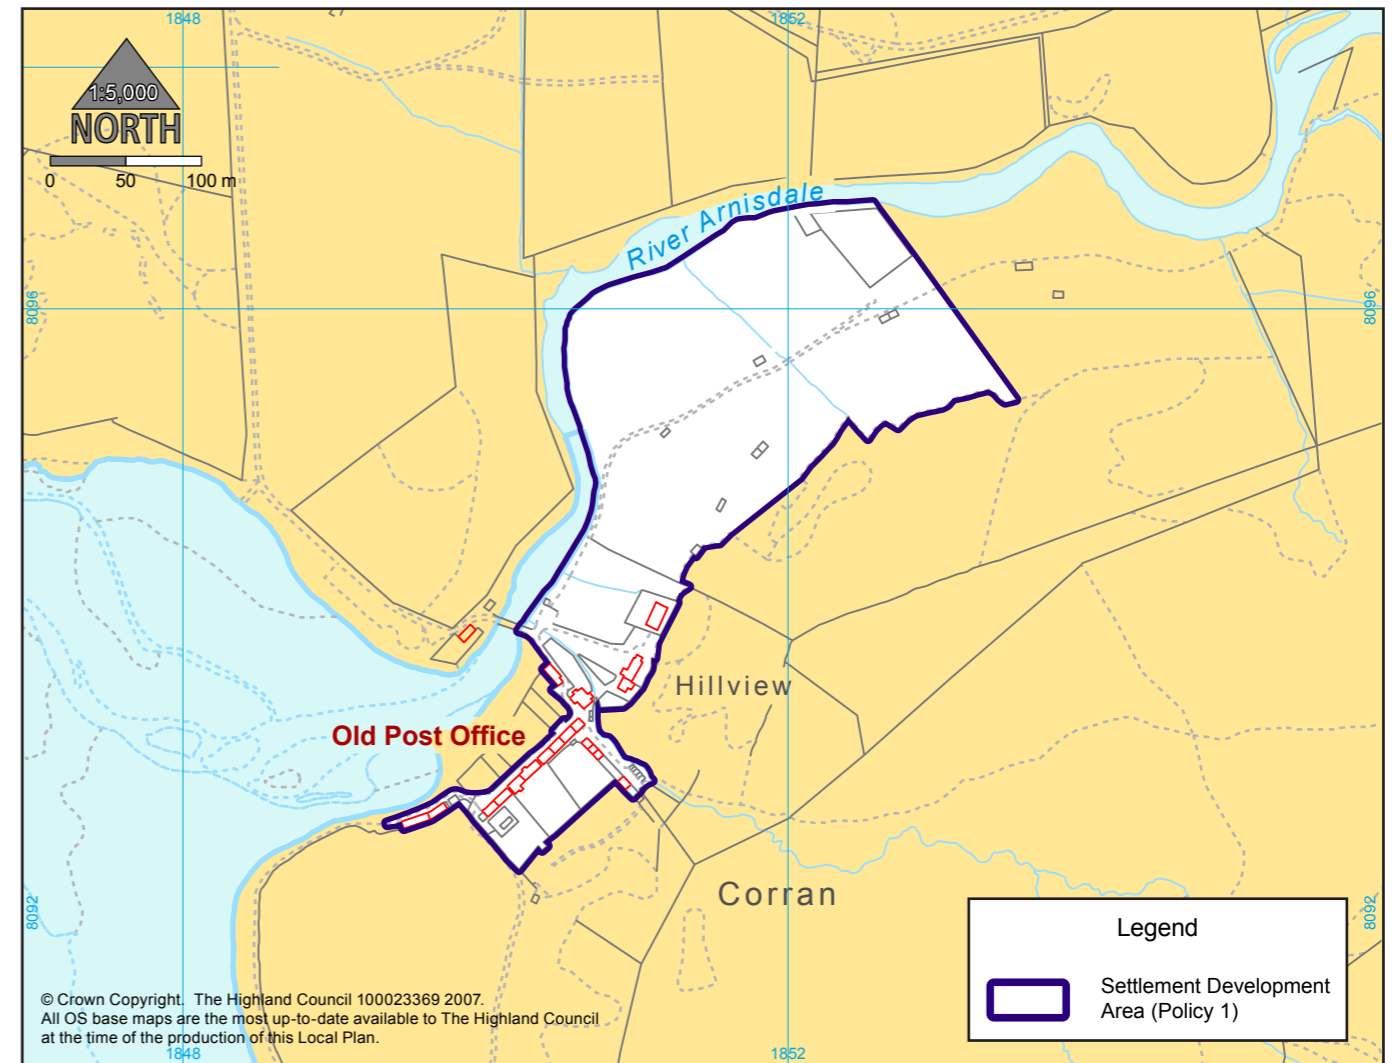 1848
1852
1:5,000
NORTH
0 50 100 m
River Arnisdale
8096
8096
Hillview
Old Post Office
Corran
8092
8092
Legend
Settlement Development
Area (Policy 1)
© Crown Copyright. The Highland Council 100023369 2007.
All OS base maps are the most up-to-date available to The Highland Council
at the time of the production of this Local Plan.
1848
1852